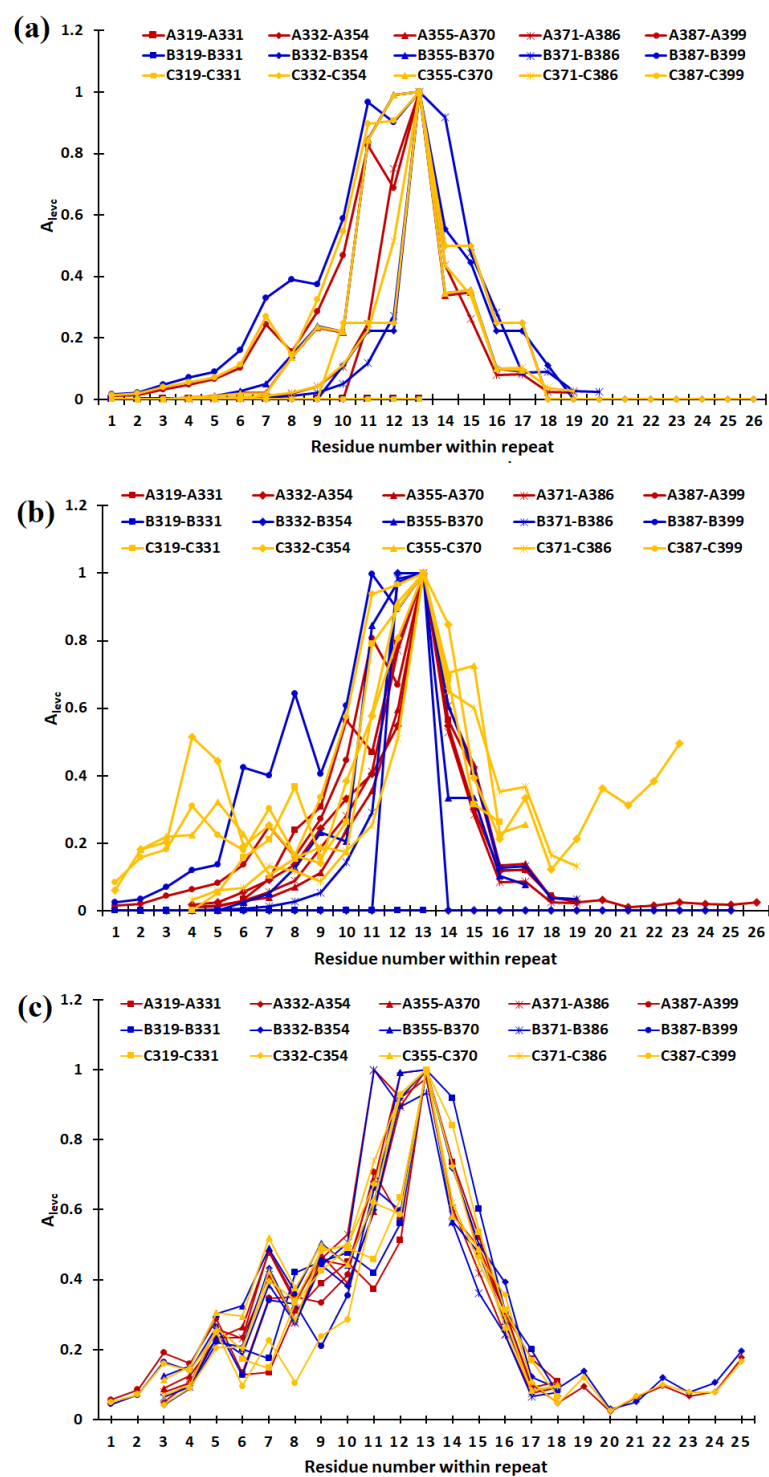 (a)
A319-A331 A332-A354 A355-A370 A371-A386 A387-A399
B319-B331 B332-B354 B355-B370 B371-B386 B387-B399
C319-C331 C332-C354 C355-C370 C371-C386 C387-C399
1.2
1
0.8
0.6
0.4
0.2
0
Alevc
1 2 3 4 5 6 7 8 9 10 11 12 13 14 15 16 17 18 19 20 21 22 23 24 25 26
Residue number within repeat
(b)
A319-A331 A332-A354 A355-A370 A371-A386 A387-A399
B319-B331 B332-B354 B355-B370 B371-B386 B387-B399
C319-C331 C332-C354 C355-C370 C371-C386 C387-C399
1.2
1
0.8
0.6
0.4
0.2
0
Alevc
1 2 3 4 5 6 7 8 9 10 11 12 13 14 15 16 17 18 19 20 21 22 23 24 25 26
Residue number within repeat
(c)
A319-A331 A332-A354 A355-A370 A371-A386 A387-A399
B319-B331 B332-B354 B355-B370 B371-B386 B387-B399
C319-C331 C332-C354 C355-C370 C371-C386 C387-C399
1.2
1
0.8
0.6
0.4
0.2
0
Alevc
1 2 3 4 5 6 7 8 9 10 11 12 13 14 15 16 17 18 19 20 21 22 23 24 25
Residue number within repeat